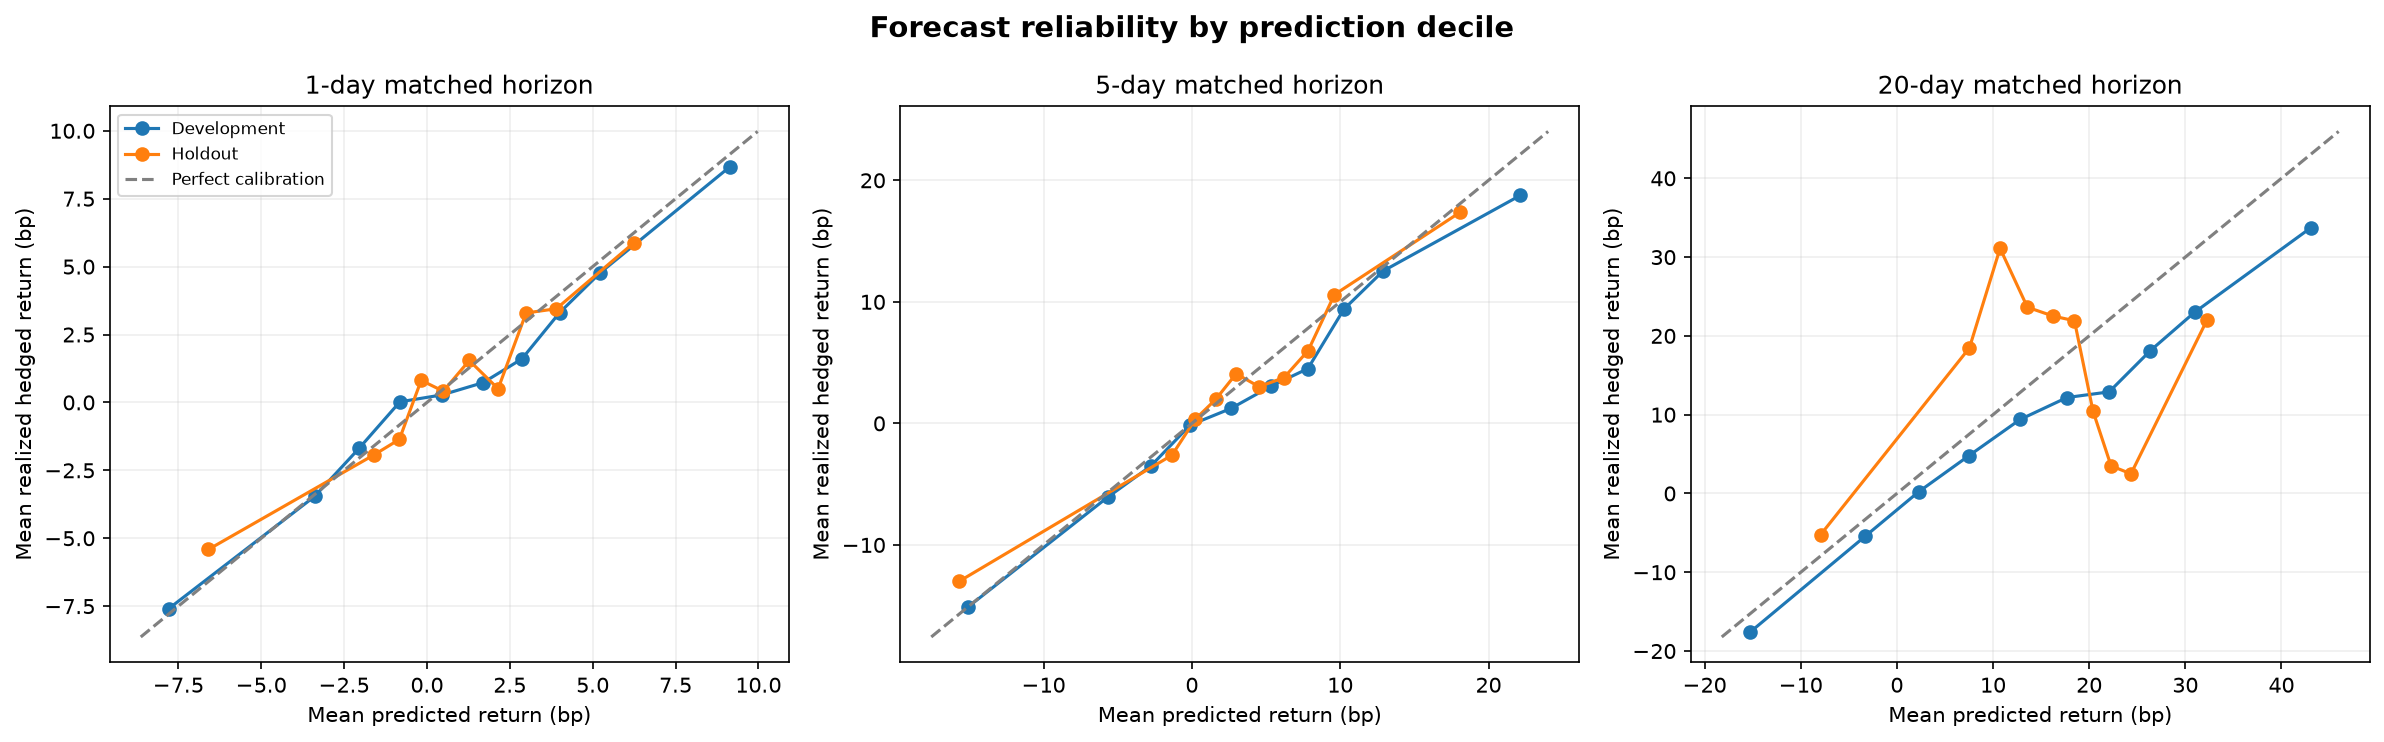 Forecast reliability by prediction decile
1-day matched horizon
Development
Holdout
Perfect calibration
10.0
7.5
5.0
2.5
0.0
−2.5
−5.0
−7.5
Mean realized hedged return (bp)
−7.5 −5.0 −2.5 0.0 2.5 5.0 7.5 10.0
Mean predicted return (bp)
5-day matched horizon
20
10
0
−10
Mean realized hedged return (bp)
−10 0 10 20
Mean predicted return (bp)
20-day matched horizon
40
30
20
10
0
−10
−20
Mean realized hedged return (bp)
−20 −10 0 10 20 30 40
Mean predicted return (bp)